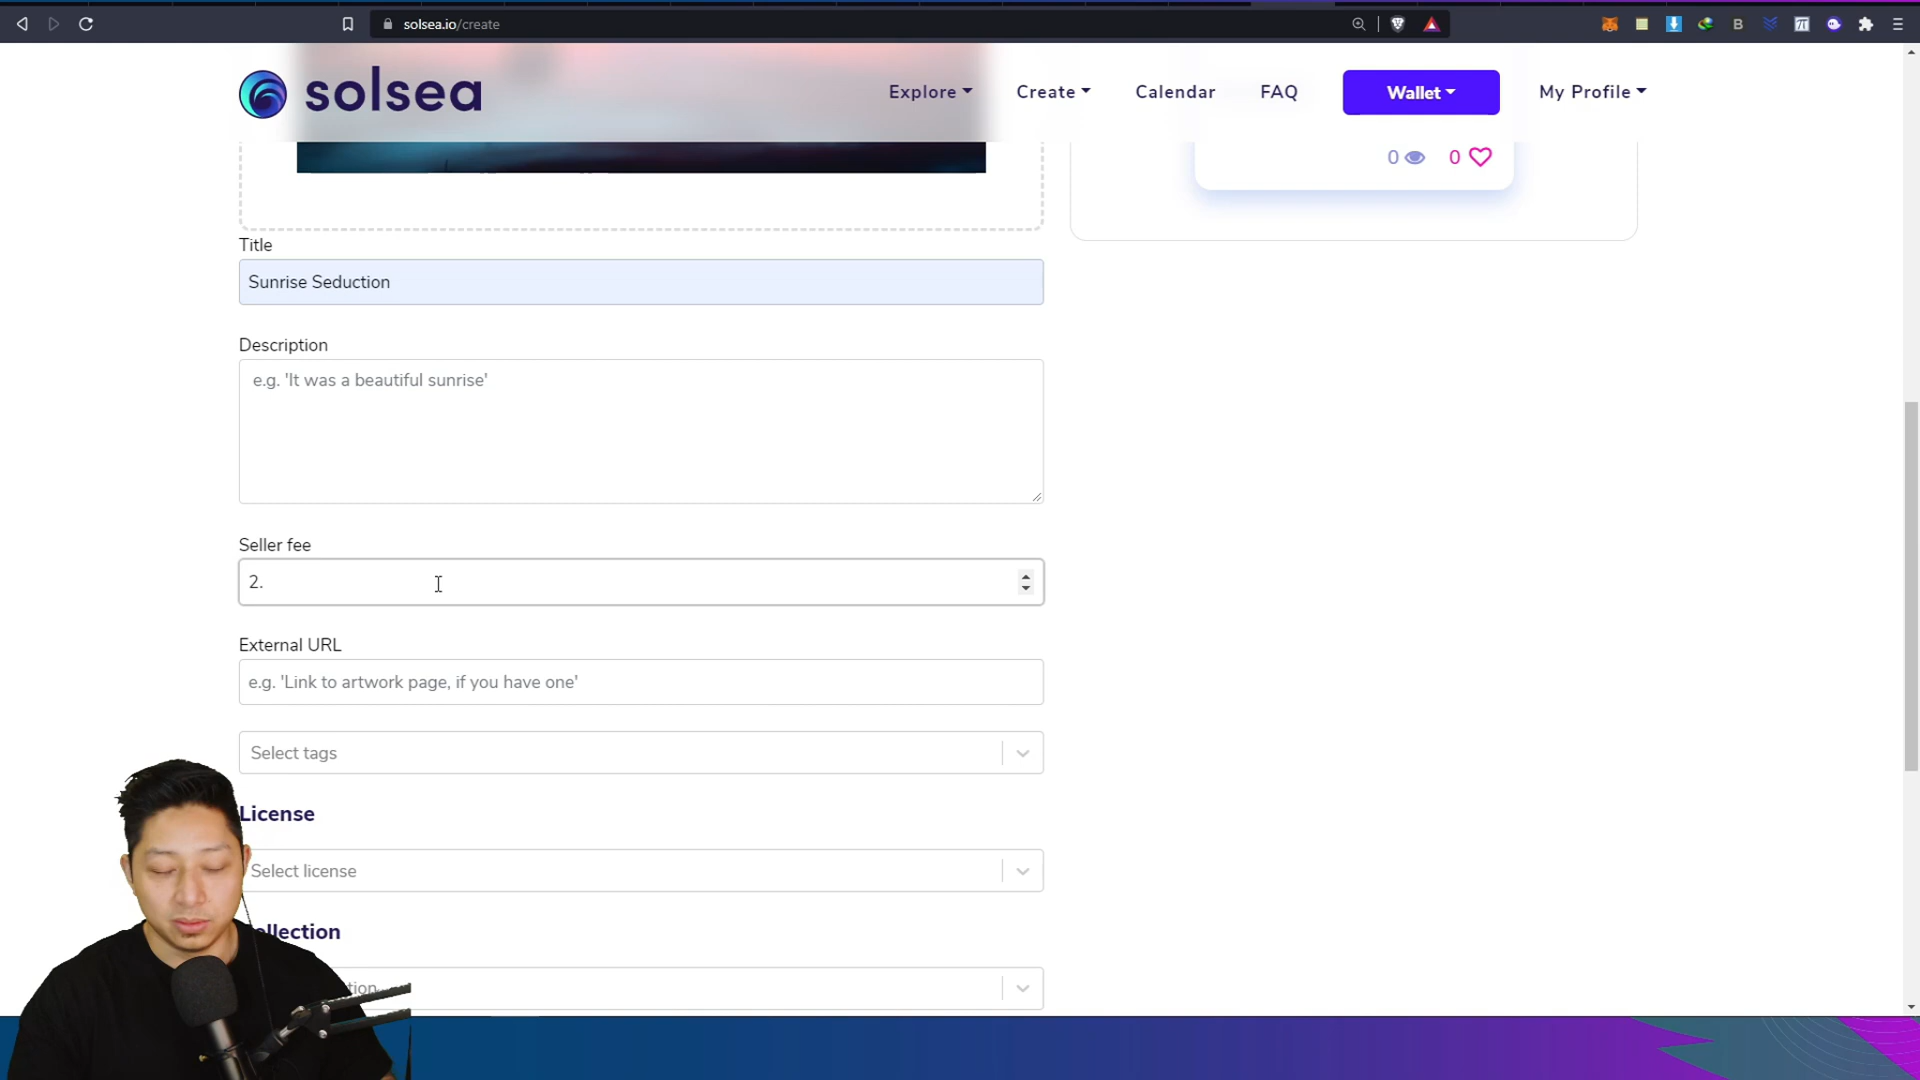 solsea.io/create
solsea
Explore
Create
Calendar
FAQ
Wallet
My Profile
0
0
Title
Sunrise Seduction
Description
e.g. 'It was a beautiful sunrise'
Seller fee
2.
External URL
e.g. 'Link to artwork page, if you have one'
Select tags
License
Select license